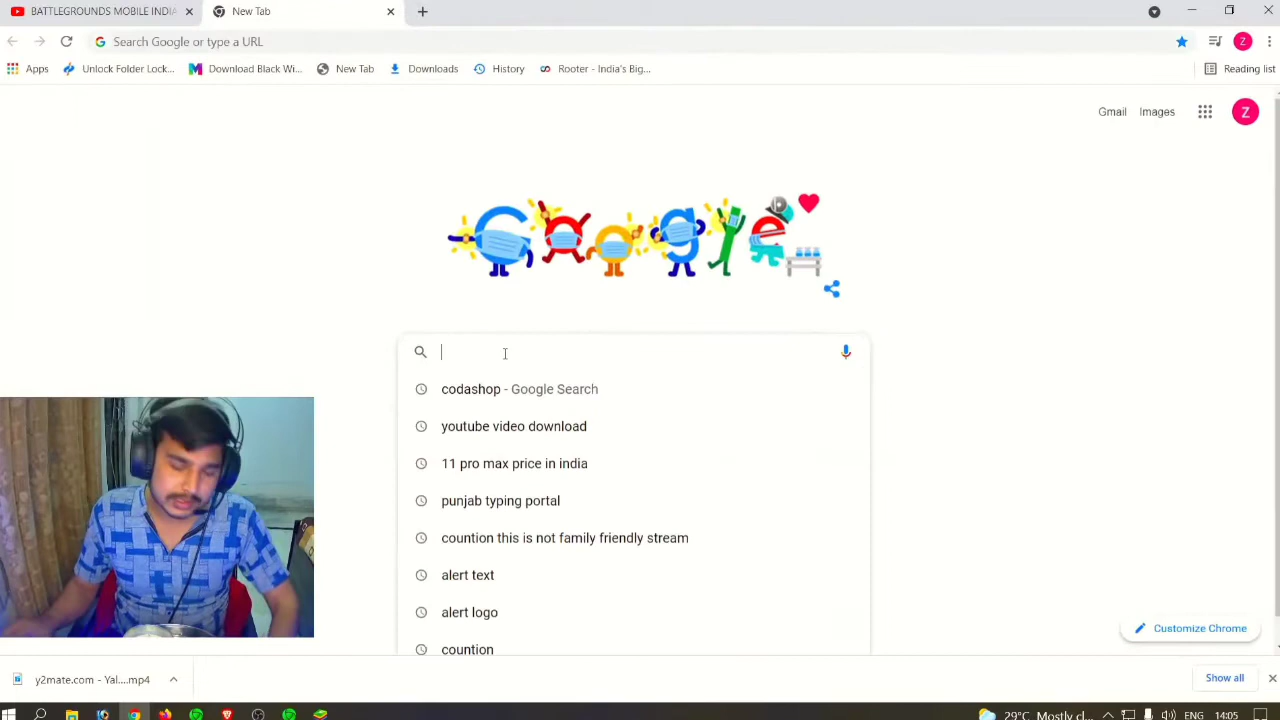 BATTLEGROUNDS MOBILE INDIA
New Tab
Search Google or type a URL
Z
Apps
Unlock Folder Lock...
Download Black Wi...
New Tab
Downloads
History
Rooter - India's Big...
Reading list
Gmail
Images
Z
Google
codashop - Google Search
youtube video download
11 pro max price in india
punjab typing portal
countion this is not family friendly stream
alert text
alert logo
countion
Customize Chrome
y2mate.com - Yal....mp4
Show all
29°C Mostly cl...
ENG
14:05